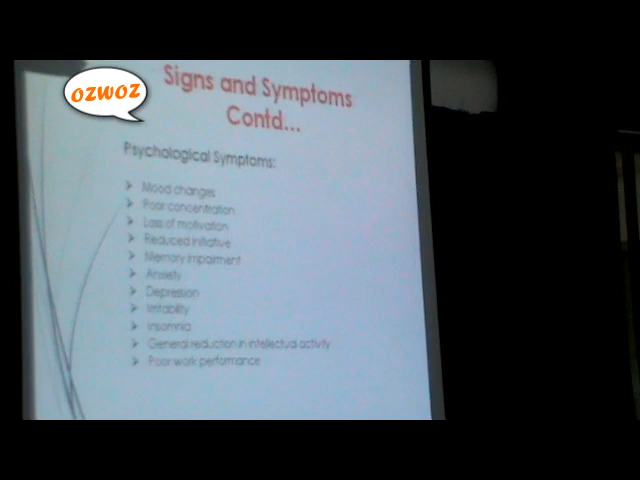 OZWOZ
Signs and Symptoms
Contd...
Psychological Symptoms:
Mood changes
Poor concentration
Loss of motivation
Reduced initiative
Memory impairment
Anxiety
Depression
Irritability
Insomnia
General reduction in intellectual activity
Poor work performance